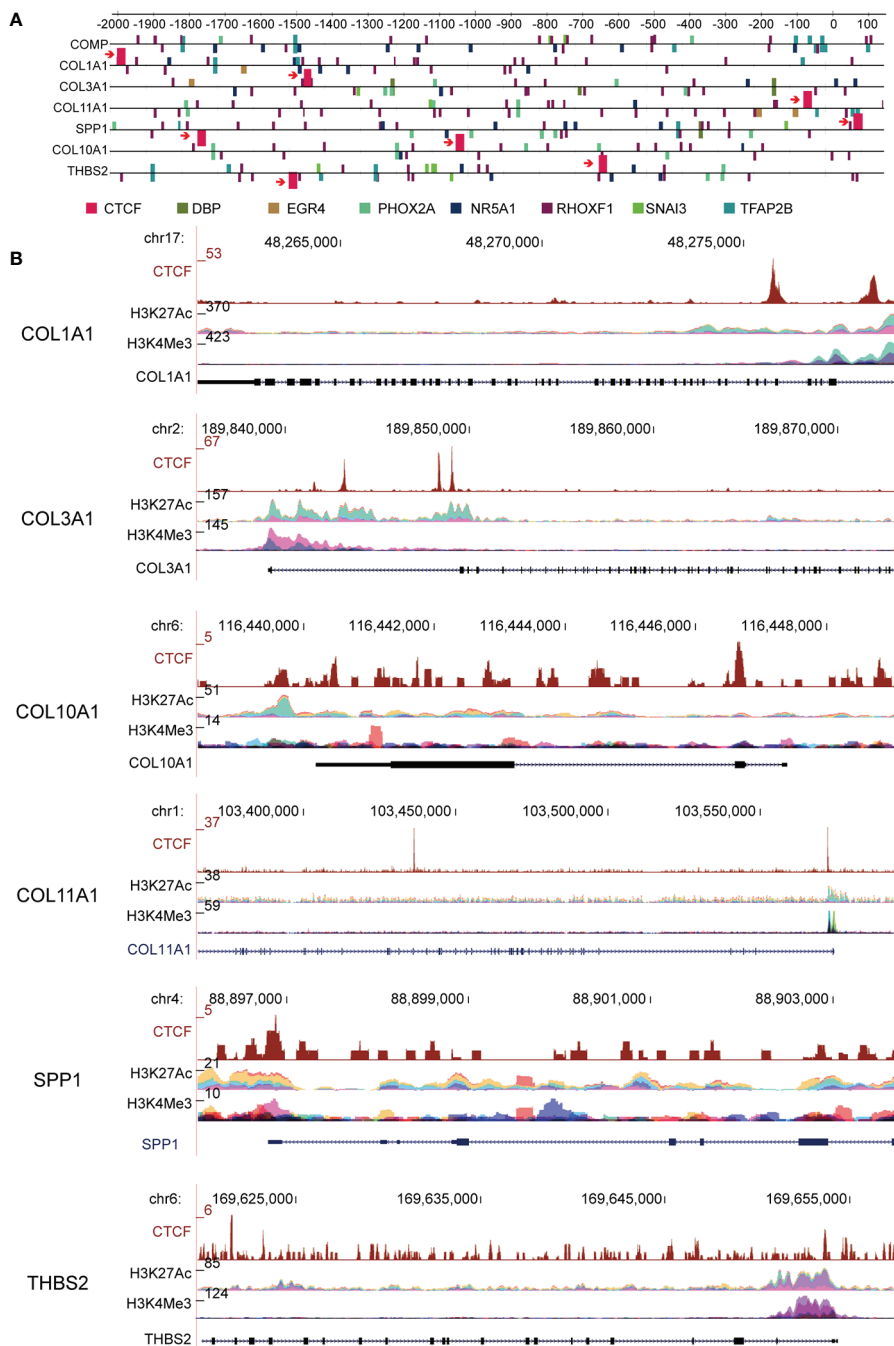 A
-2000 -1900 -1800 -1700 -1600 -1500 -1400 -1300 -1200 -1100 -1000 -900 -800 -700 -600 -500 -400 -300 -200 -100 0 100
COMP
COL1A1
COL3A1
COL11A1
SPP1
COL10A1
THBS2
CTCF DBP EGR4 PHOX2A NR5A1 RHOXF1 SNAI3 TFAP2B
B
chr17: 48,265,000 48,270,000 48,275,000
53
CTCF
H3K27Ac 370
COL1A1
H3K4Me3 423
COL1A1
chr2: 189,840,000 189,850,000 189,860,000 189,870,000
67
CTCF
H3K27Ac 157
COL3A1
H3K4Me3 145
COL3A1
chr6: 116,440,000 116,442,000 116,444,000 116,446,000 116,448,000
5
CTCF
H3K27Ac 51
COL10A1
H3K4Me3 14
COL10A1
chr1: 103,400,000 103,450,000 103,500,000 103,550,000
37
CTCF
H3K27Ac 38
COL11A1
H3K4Me3 59
COL11A1
chr4: 88,897,000 88,899,000 88,901,000 88,903,000
5
CTCF
H3K27Ac 21
SPP1
H3K4Me3 10
SPP1
chr6: 169,625,000 169,635,000 169,645,000 169,655,000
6
CTCF
H3K27Ac 85
THBS2
H3K4Me3 124
THBS2